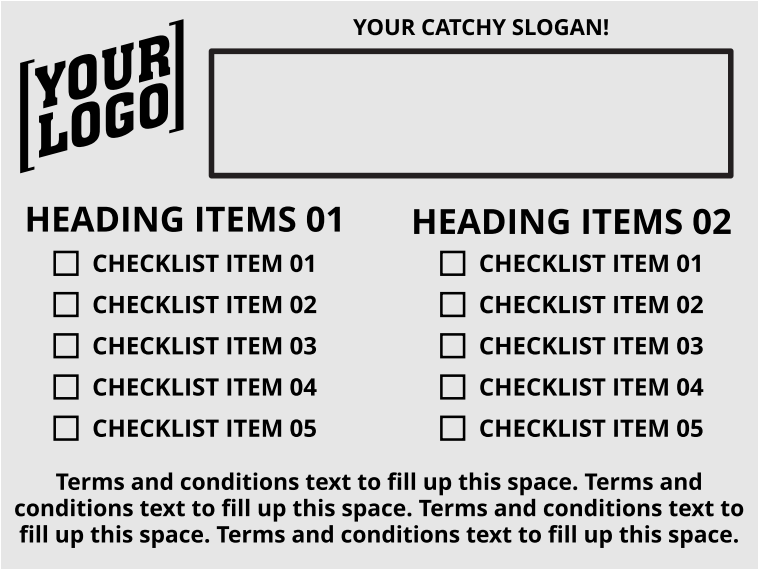 YOUR LOGO
YOUR CATCHY SLOGAN!
HEADING ITEMS 01
CHECKLIST ITEM 01
CHECKLIST ITEM 02
CHECKLIST ITEM 03
CHECKLIST ITEM 04
CHECKLIST ITEM 05
HEADING ITEMS 02
CHECKLIST ITEM 01
CHECKLIST ITEM 02
CHECKLIST ITEM 03
CHECKLIST ITEM 04
CHECKLIST ITEM 05
Terms and conditions text to fill up this space. Terms and
conditions text to fill up this space. Terms and conditions text to
fill up this space. Terms and conditions text to fill up this space.